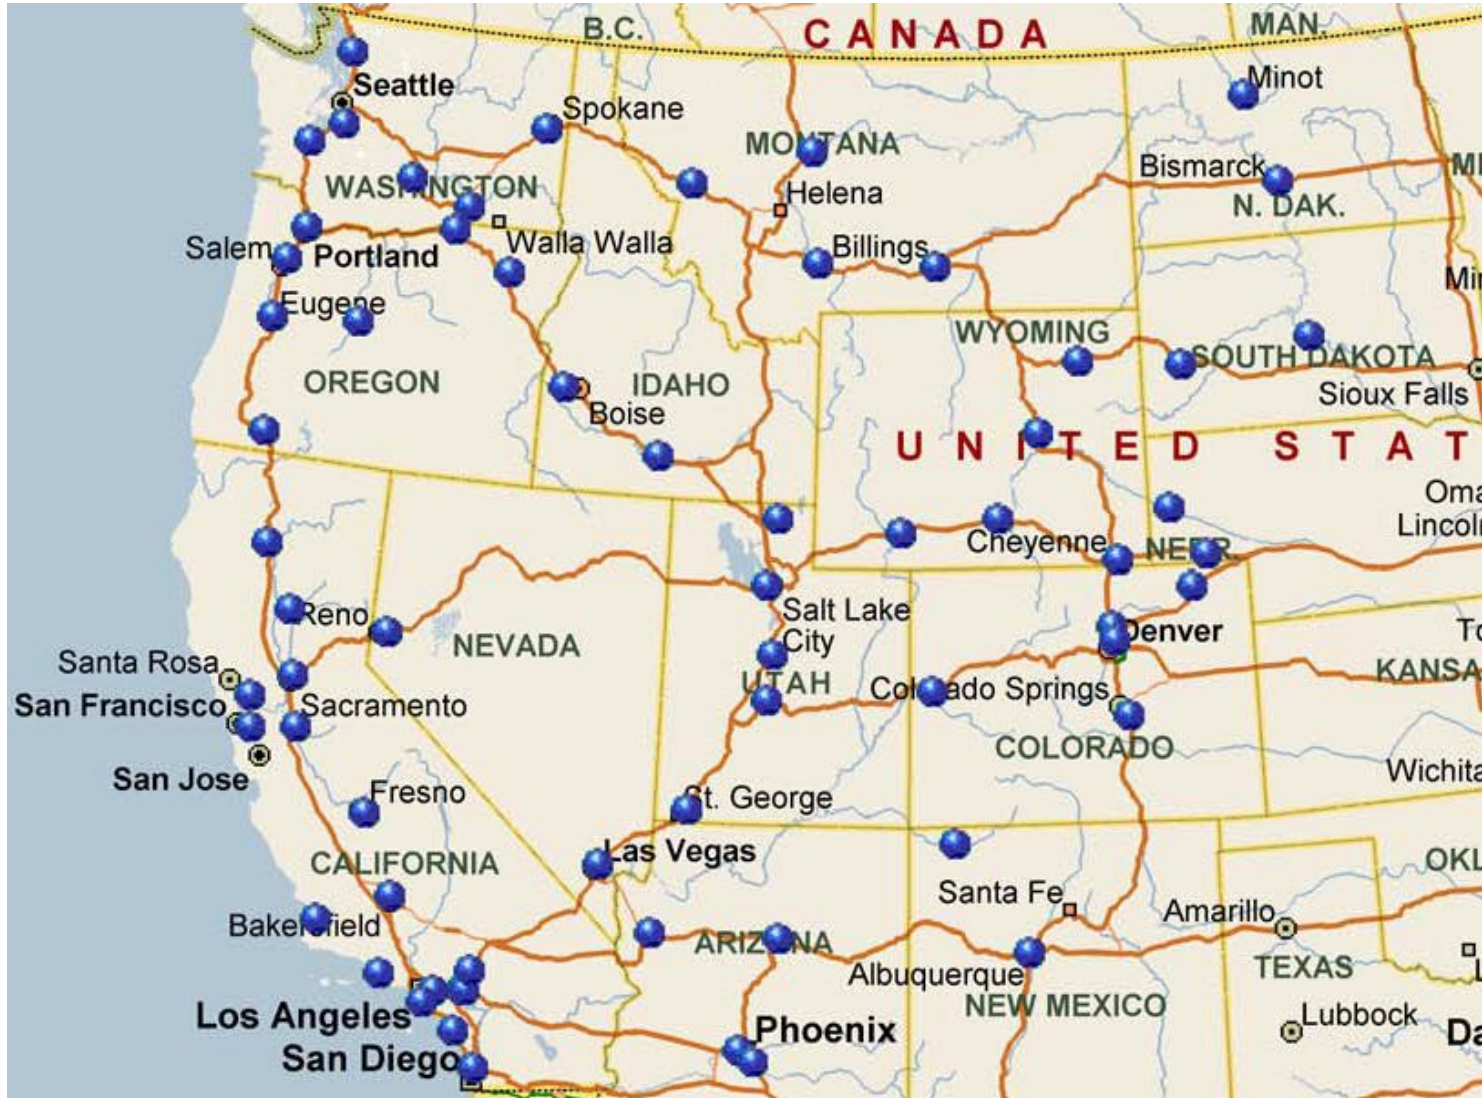 B.C.
CANADA
MAN.
Seattle
Minot
Spokane
MONTANA
Bismarck
WASHINGTON
Helena
N. DAK.
Walla Walla
Salem
Portland
Billings
Eugene
WYOMING
SOUTH DAKOTA
OREGON
IDAHO
Sioux Falls
Boise
UNITED STAT
Oma
Lincoln
Cheyenne
NEBR.
Reno
Salt Lake
City
Denver
NEVADA
Santa Rosa
UTAH
Colorado Springs
KANSA
San Francisco
Sacramento
COLORADO
San Jose
Wichita
Fresno
St. George
CALIFORNIA
Las Vegas
OKL
Santa Fe
Amarillo
Bakersfield
ARIZONA
Albuquerque
TEXAS
NEW MEXICO
Los Angeles
Phoenix
Lubbock
Da
San Diego